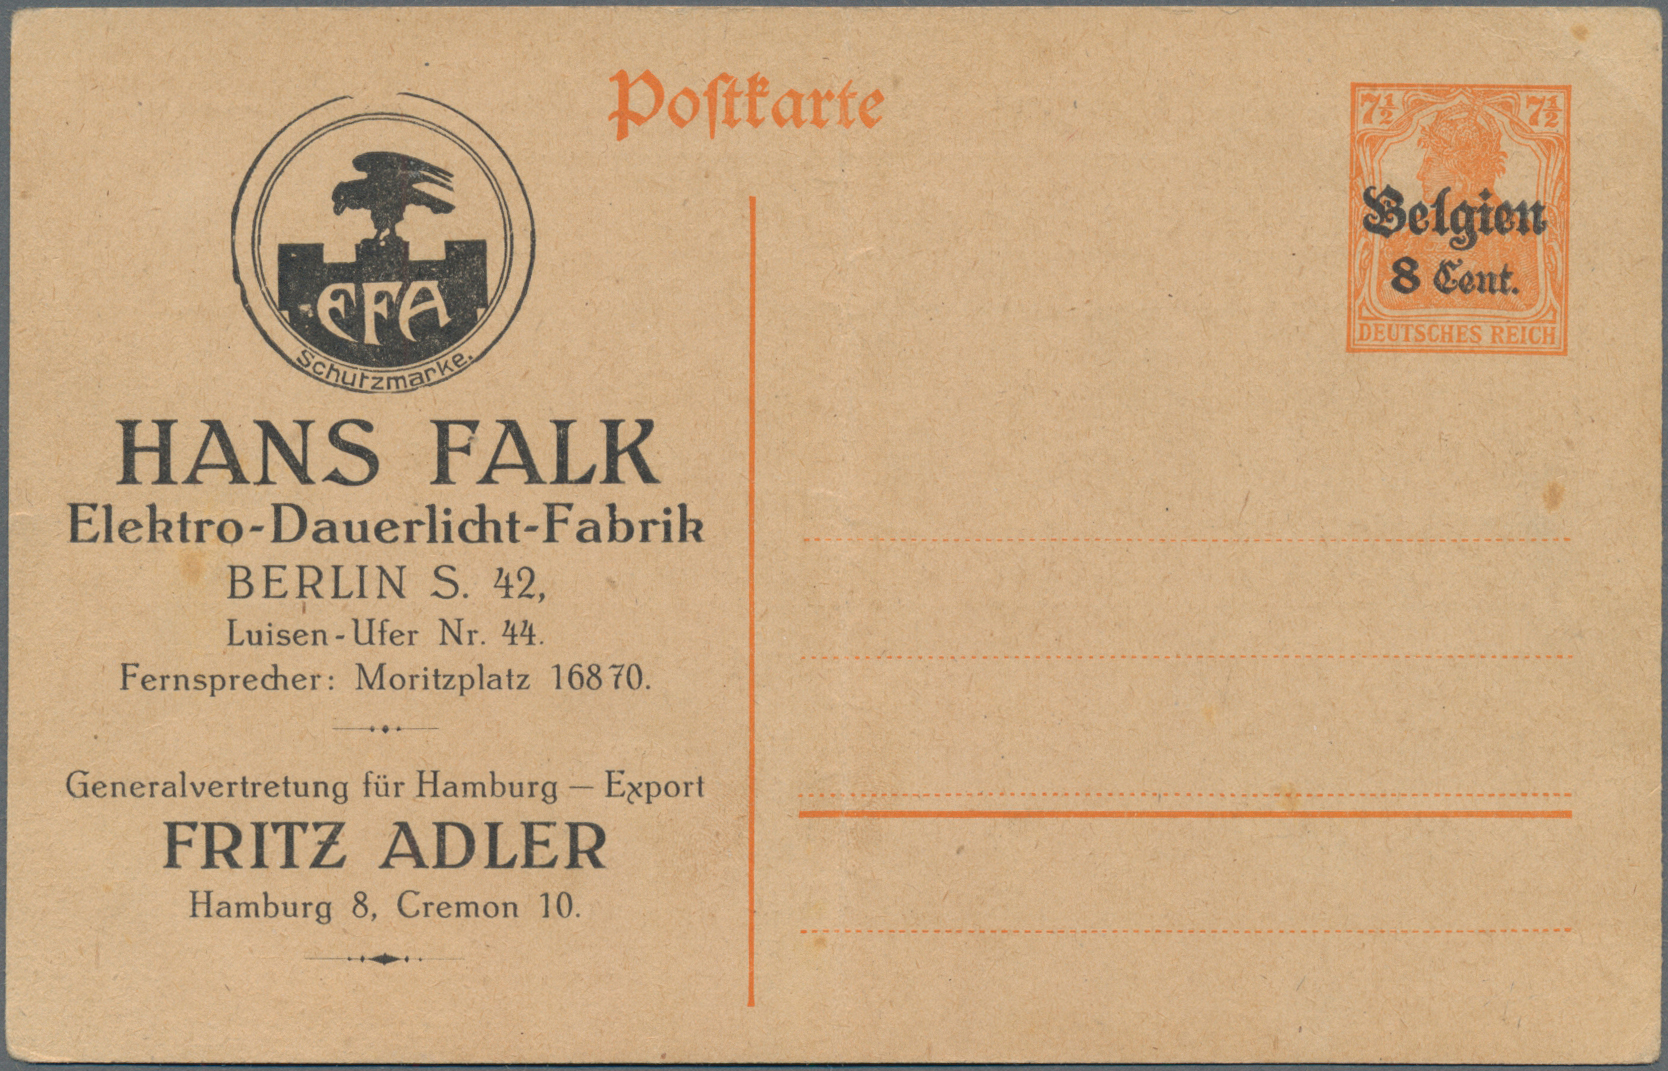 Postkarte
7½ 7½
Belgien
8 Cent.
DEUTSCHES REICH
EFA
Schutzmarke.
HANS FALK
Elektro-Dauerlicht-Fabrik
BERLIN S. 42,
Luisen-Ufer Nr. 44.
Fernsprecher: Moritzplatz 16870.
Generalvertretung für Hamburg — Export
FRITZ ADLER
Hamburg 8, Cremon 10.